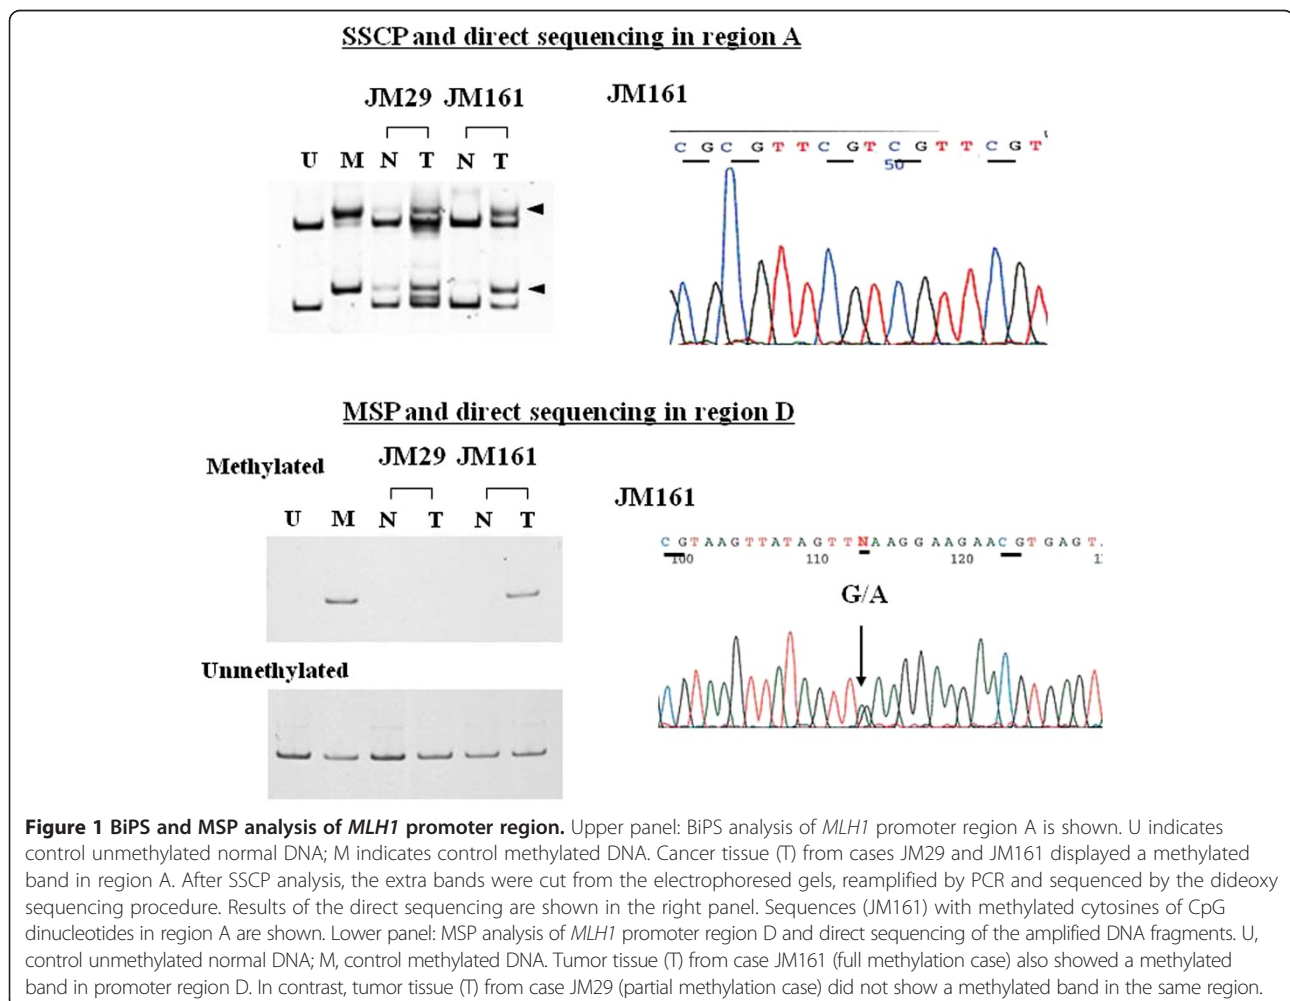 SSCP and direct sequencing in region A
JM29 JM161
U M N T N T
JM161
C G C G T T C G T C G T T C G T
50
MSP and direct sequencing in region D
Methylated
JM29 JM161
U M N T N T
Unmethylated
JM161
C G T A A G T T A T A G T T N A A G G A A G A A C G T G A G T.
100 110 120 1
G/A
Figure 1 BiPS and MSP analysis of MLH1 promoter region. Upper panel: BiPS analysis of MLH1 promoter region A is shown. U indicates
control unmethylated normal DNA; M indicates control methylated DNA. Cancer tissue (T) from cases JM29 and JM161 displayed a methylated
band in region A. After SSCP analysis, the extra bands were cut from the electrophoresed gels, reamplified by PCR and sequenced by the dideoxy
sequencing procedure. Results of the direct sequencing are shown in the right panel. Sequences (JM161) with methylated cytosines of CpG
dinucleotides in region A are shown. Lower panel: MSP analysis of MLH1 promoter region D and direct sequencing of the amplified DNA fragments. U,
control unmethylated normal DNA; M, control methylated DNA. Tumor tissue (T) from case JM161 (full methylation case) also showed a methylated
band in promoter region D. In contrast, tumor tissue (T) from case JM29 (partial methylation case) did not show a methylated band in the same region.